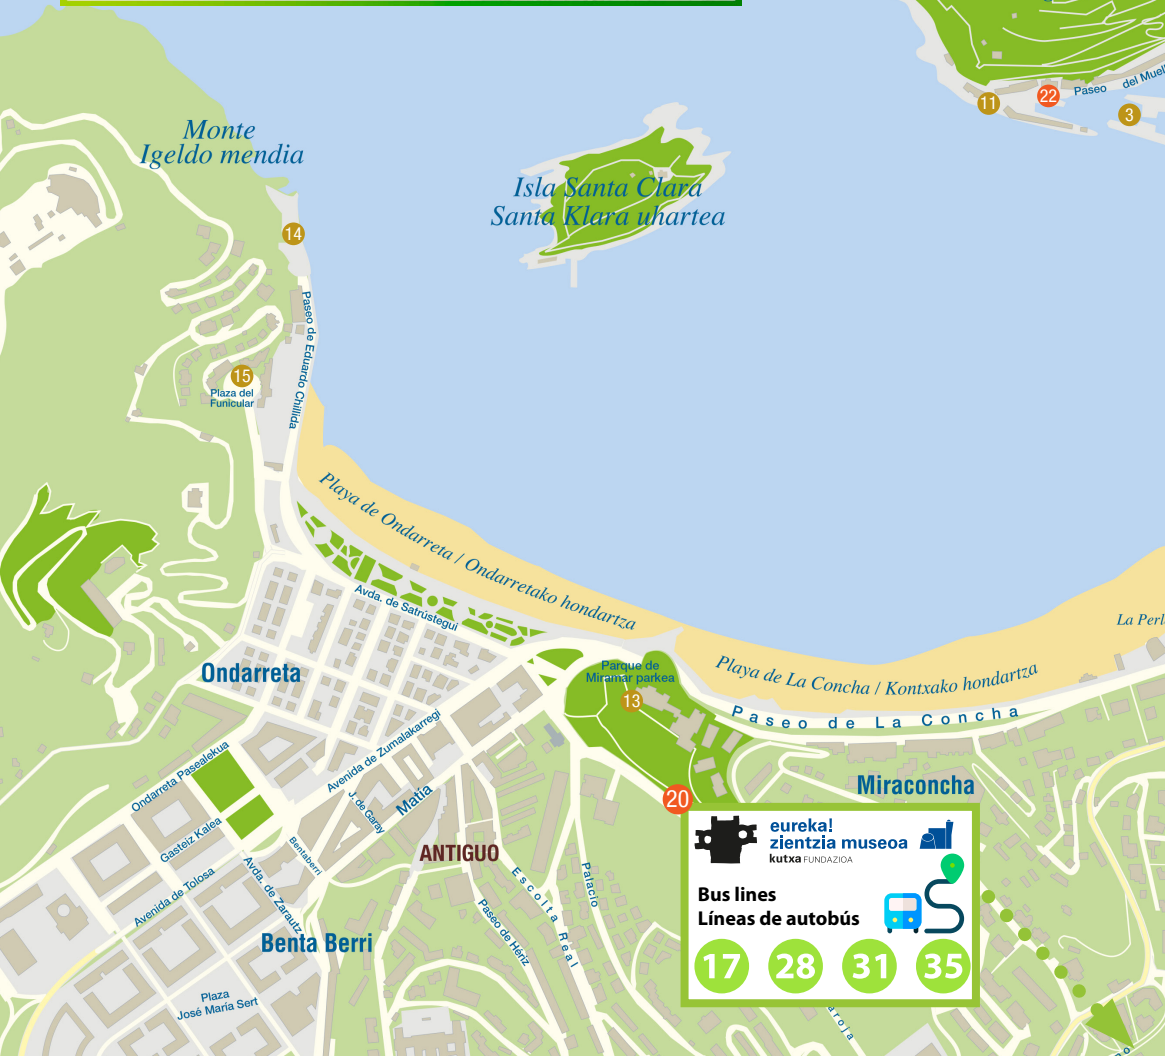 Monte
Igeldo mendia
Isla Santa Clara
Santa Klara uhartea
11
22
Paseo del Muell
3
14
Paseo de Eduardo Chillida
15
Plaza del
Funicular
Playa de Ondarreta / Ondarretako hondartza
Avda. de Satrústegui
La Perl
Ondarreta
Parque de
Miramar parkea
13
Playa de La Concha / Kontxako hondartza
Paseo de La Concha
Ondarreta Pasealekua
Avenida de Zumalakarregi
Miraconcha
J. de Garay
Matía
20
Gasteiz Kalea
Bentaberri
ANTIGUO
Avenida de Tolosa
Avda. de Zarautz
Escolta Real
Palacio
Paseo de Hériz
Benta Berri
Plaza
José María Sert
eureka!
zientzia museoa
kutxa FUNDAZIOA
Bus lines
Líneas de autobús
17 28 31 35
aroja